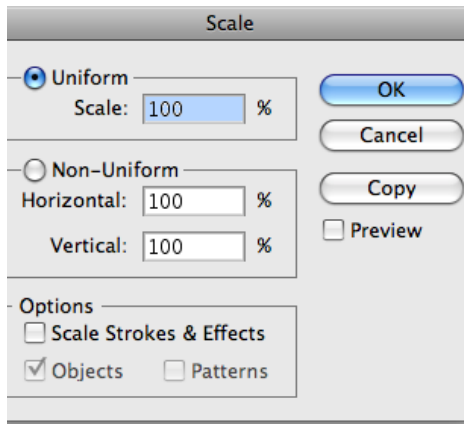 Scale
Uniform
Scale: 100 %
OK
Cancel
Non-Uniform
Horizontal: 100 %
Copy
Vertical: 100 %
Preview
Options
Scale Strokes & Effects
Objects Patterns